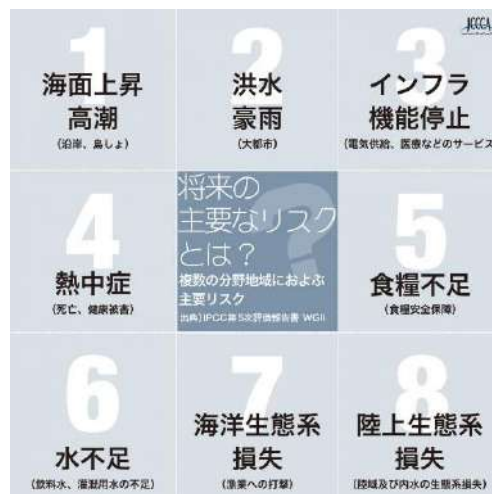 JCCCA
1
海面上昇
高潮
(沿岸、島しょ)
2
洪水
豪雨
(大都市)
3
インフラ
機能停止
(電気供給、医療などのサービス)
4
熱中症
(死亡、健康被害)
将来の
主要なリスク
とは?
?
複数の分野地域におよぶ
主要リスク
出典)IPCC第5次評価報告書 WGII
5
食糧不足
(食糧安全保障)
6
水不足
(飲料水、灌漑用水の不足)
7
海洋生態系
損失
(漁業への打撃)
8
陸上生態系
損失
(陸域及び内水の生態系損失)